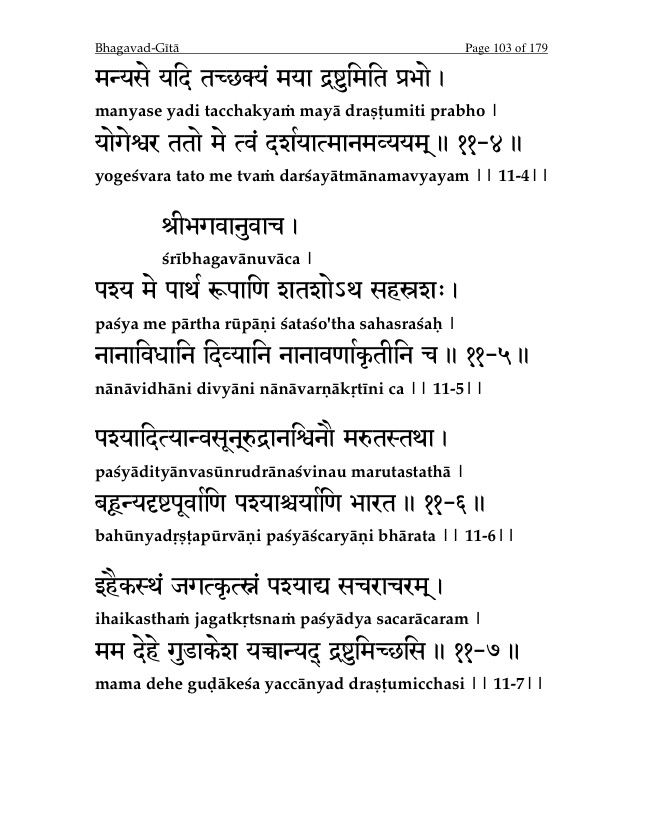 Bhagavad-Gītā Page 103 of 179
मन्यसे यदि तच्छक्यं मया द्रष्टुमिति प्रभो ।
manyase yadi tacchakyaṁ mayā draṣṭumiti prabho |
योगेश्वर ततो मे त्वं दर्शयात्मानमव्ययम् ॥ ११-४ ॥
yogeśvara tato me tvaṁ darśayātmānamavyayam || 11-4||
श्रीभगवानुवाच ।
śrībhagavānuvāca |
पश्य मे पार्थ रूपाणि शतशोऽथ सहस्रशः ।
paśya me pārtha rūpāṇi śataśo'tha sahasraśaḥ |
नानाविधानि दिव्यानि नानावर्णाकृतीनि च ॥ ११-५ ॥
nānāvidhāni divyāni nānāvarṇākṛtīni ca || 11-5||
पश्यादित्यान्वसून्रुद्रानश्विनौ मरुतस्तथा ।
paśyādityānvasūnrudrānaśvinau marutastathā |
बहून्यदृष्टपूर्वाणि पश्याश्चर्याणि भारत ॥ ११-६ ॥
bahūnyadṛṣṭapūrvāṇi paśyāścaryāṇi bhārata || 11-6||
इहैकस्थं जगत्कृत्स्नं पश्याद्य सचराचरम् ।
ihaikasthaṁ jagatkṛtsnaṁ paśyādya sacarācaram |
मम देहे गुडाकेश यच्चान्यद् द्रष्टुमिच्छसि ॥ ११-७ ॥
mama dehe guḍākeśa yaccānyad draṣṭumicchasi || 11-7||